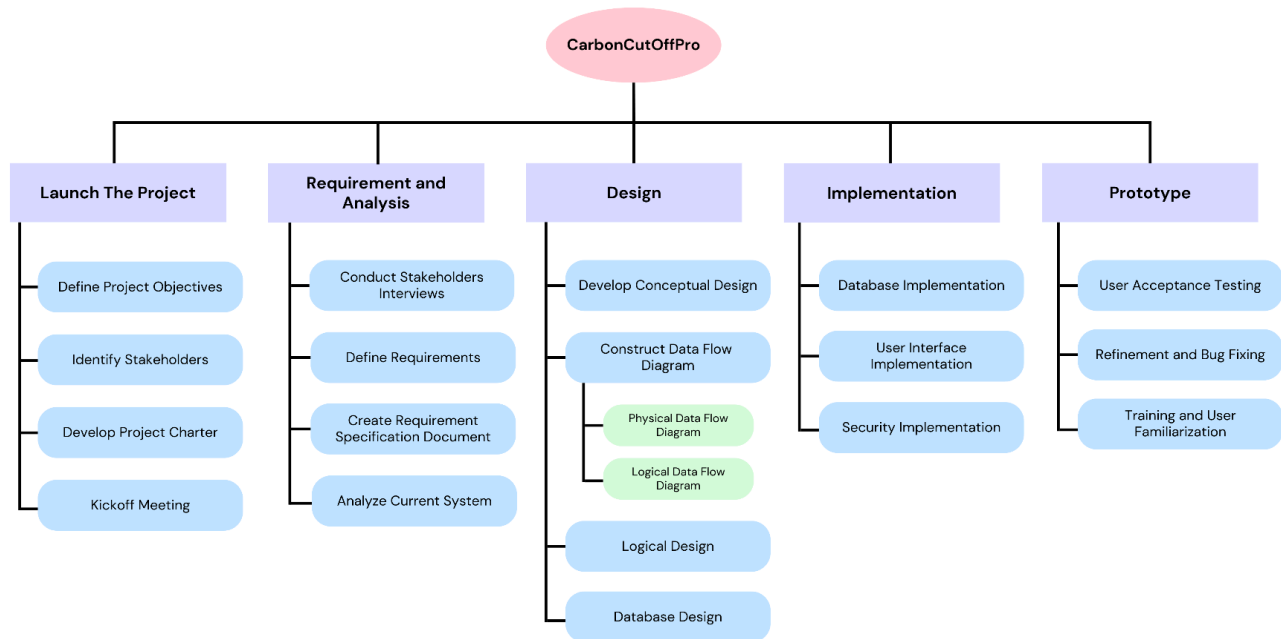 CarbonCutOffPro
Launch The Project
Define Project Objectives
Identify Stakeholders
Develop Project Charter
Kickoff Meeting
Requirement and
Analysis
Conduct Stakeholders
Interviews
Define Requirements
Create Requirement
Specification Document
Analyze Current System
Design
Develop Conceptual Design
Construct Data Flow
Diagram
Physical Data Flow
Diagram
Logical Data Flow
Diagram
Logical Design
Database Design
Implementation
Database Implementation
User Interface
Implementation
Security Implementation
Prototype
User Acceptance Testing
Refinement and Bug Fixing
Training and User
Familiarization